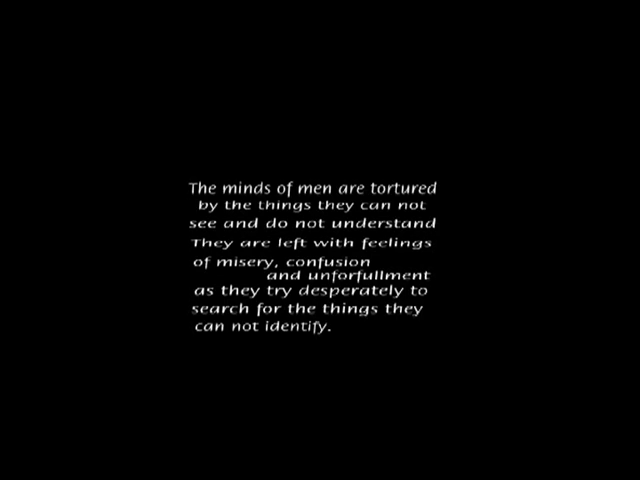 The minds of men are tortured
by the things they can not
see and do not understand
They are left with feelings
of misery, confusion
and unforfullment
as they try desperately to
search for the things they
can not identify.